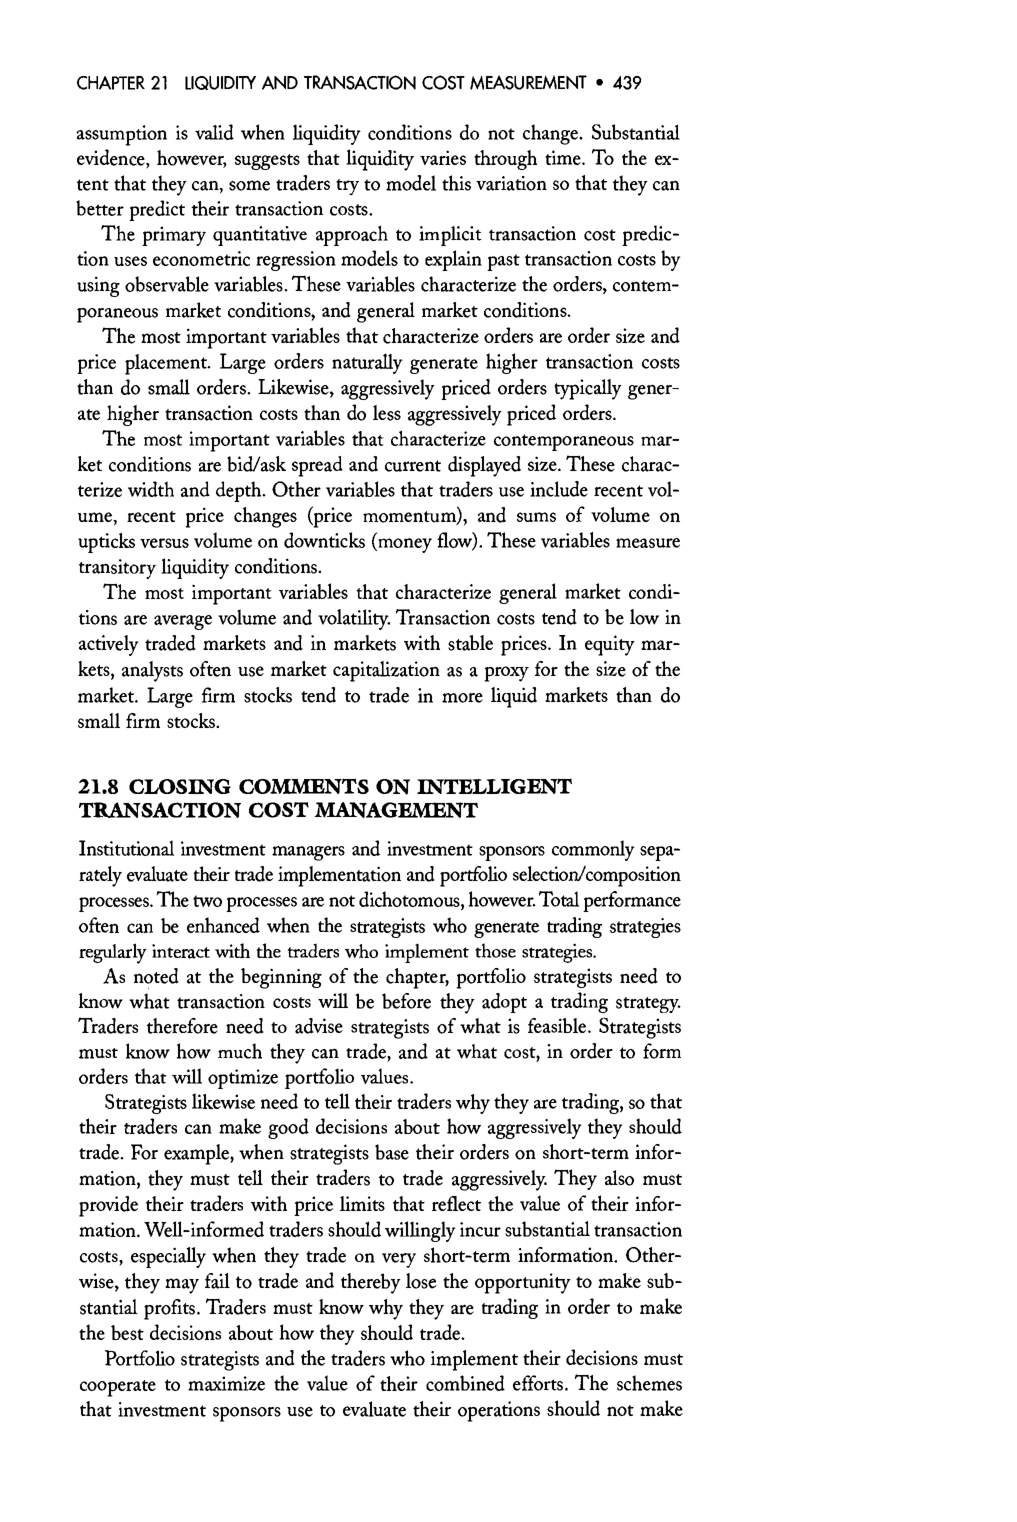 CHAPTER 21 LIQUIDITY AND TRANSACTION COST MEASUREMENT • 439
assumption is valid when liquidity conditions do not change. Substantial
evidence, however, suggests that liquidity varies through time. To the ex-
tent that they can, some traders try to model this variation so that they can
better predict their transaction costs.
The primary quantitative approach to implicit transaction cost predic-
tion uses econometric regression models to explain past transaction costs by
using observable variables. These variables characterize the orders, contem-
poraneous market conditions, and general market conditions.
The most important variables that characterize orders are order size and
price placement. Large orders naturally generate higher transaction costs
than do small orders. Likewise, aggressively priced orders typically gener-
ate higher transaction costs than do less aggressively priced orders.
The most important variables that characterize contemporaneous mar-
ket conditions are bid/ask spread and current displayed size. These charac-
terize width and depth. Other variables that traders use include recent vol-
ume, recent price changes (price momentum), and sums of volume on
upticks versus volume on downticks (money flow). These variables measure
transitory liquidity conditions.
The most important variables that characterize general market condi-
tions are average volume and volatility. Transaction costs tend to be low in
actively traded markets and in markets with stable prices. In equity mar-
kets, analysts often use market capitalization as a proxy for the size of the
market. Large firm stocks tend to trade in more liquid markets than do
small firm stocks.
21.8 CLOSING COMMENTS ON INTELLIGENT
TRANSACTION COST MANAGEMENT
Institutional investment managers and investment sponsors commonly sepa-
rately evaluate their trade implementation and portfolio selection/composition
processes. The two processes are not dichotomous, however. Total performance
often can be enhanced when the strategists who generate trading strategies
regularly interact with the traders who implement those strategies.
As noted at the beginning of the chapter, portfolio strategists need to
know what transaction costs will be before they adopt a trading strategy.
Traders therefore need to advise strategists of what is feasible. Strategists
must know how much they can trade, and at what cost, in order to form
orders that will optimize portfolio values.
Strategists likewise need to tell their traders why they are trading, so that
their traders can make good decisions about how aggressively they should
trade. For example, when strategists base their orders on short-term infor-
mation, they must tell their traders to trade aggressively. They also must
provide their traders with price limits that reflect the value of their infor-
mation. Well-informed traders should willingly incur substantial transaction
costs, especially when they trade on very short-term information. Other-
wise, they may fail to trade and thereby lose the opportunity to make sub-
stantial profits. Traders must know why they are trading in order to make
the best decisions about how they should trade.
Portfolio strategists and the traders who implement their decisions must
cooperate to maximize the value of their combined efforts. The schemes
that investment sponsors use to evaluate their operations should not make